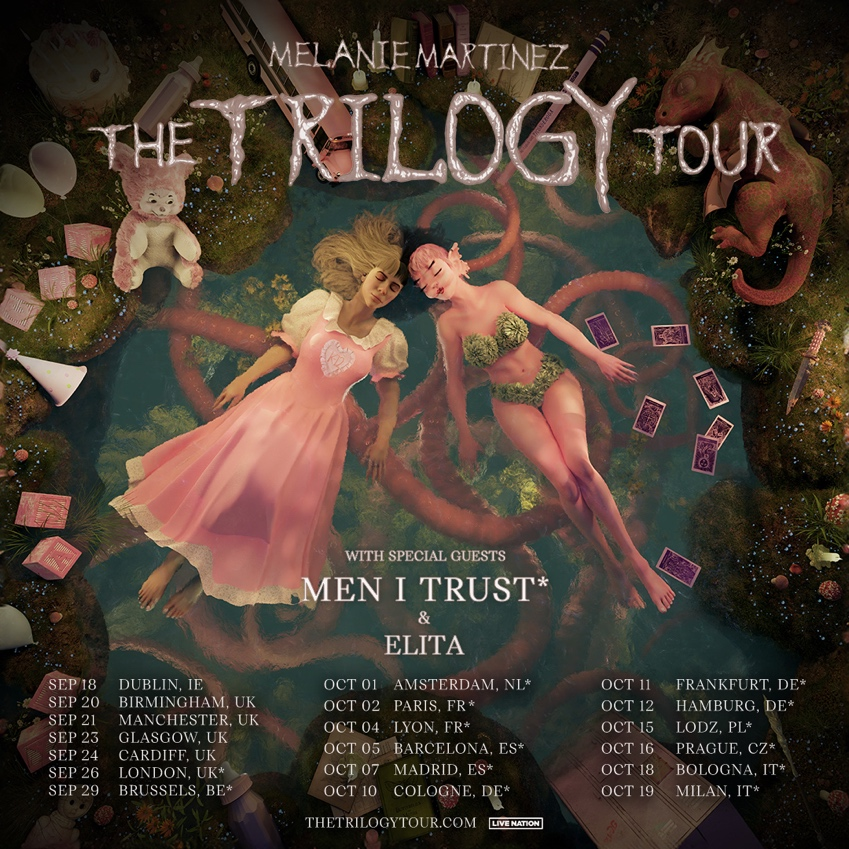 MELANIE MARTINEZ
THE TRILOGY TOUR
WITH SPECIAL GUESTS
MEN I TRUST*
&
ELITA
SEP 18 DUBLIN, IE
SEP 20 BIRMINGHAM, UK
SEP 21 MANCHESTER, UK
SEP 23 GLASGOW, UK
SEP 24 CARDIFF, UK
SEP 26 LONDON, UK*
SEP 29 BRUSSELS, BE*
OCT 01 AMSTERDAM, NL*
OCT 02 PARIS, FR*
OCT 04 LYON, FR*
OCT 05 BARCELONA, ES*
OCT 07 MADRID, ES*
OCT 10 COLOGNE, DE*
OCT 11 FRANKFURT, DE*
OCT 12 HAMBURG, DE*
OCT 15 LODZ, PL*
OCT 16 PRAGUE, CZ*
OCT 18 BOLOGNA, IT*
OCT 19 MILAN, IT*
THETRILOGYTOUR.COM LIVE NATION